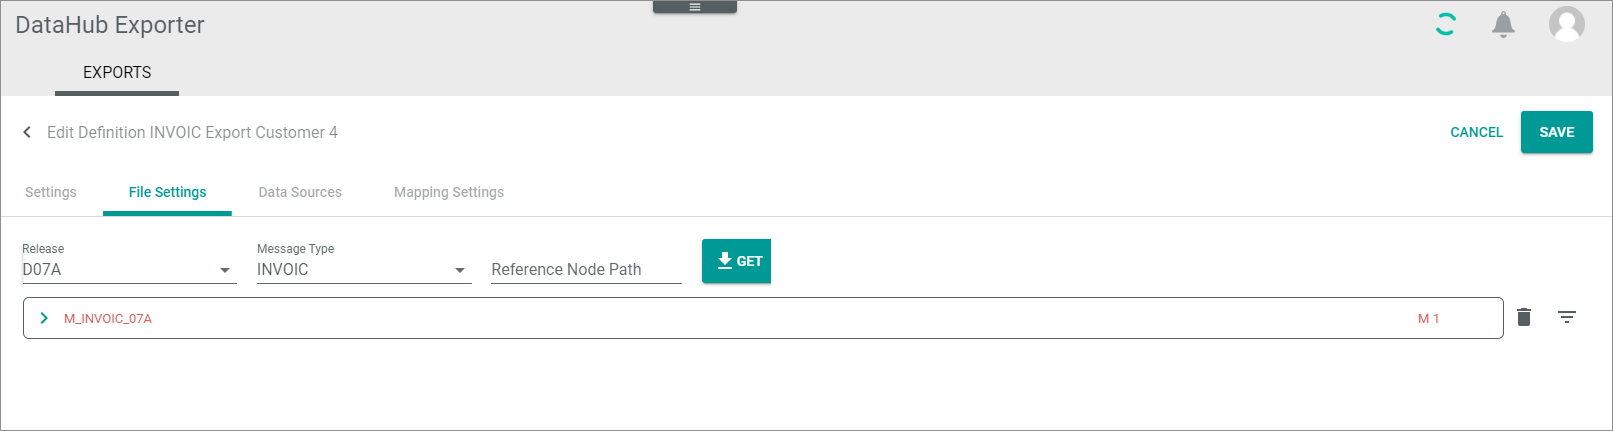 DataHub Exporter
EXPORTS
Edit Definition INVOIC Export Customer 4
CANCEL
SAVE
Settings
File Settings
Data Sources
Mapping Settings
Release
D07A
Message Type
INVOIC
Reference Node Path
GET
M_INVOIC_07A
M 1